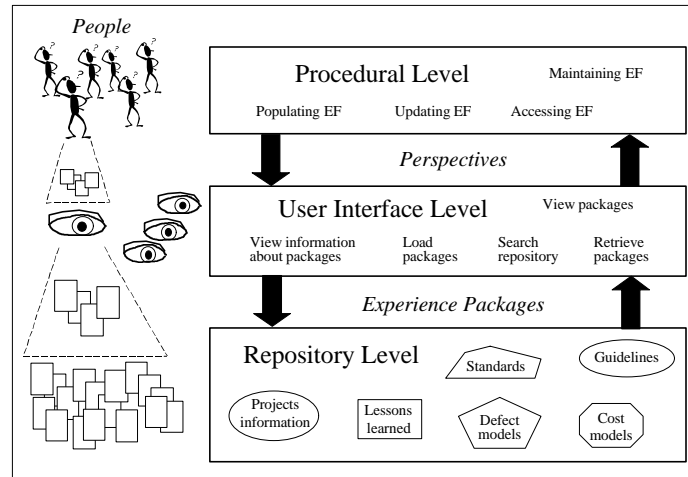 People
? ? ? ? ? ?
Procedural Level
Maintaining EF
Populating EF
Updating EF
Accessing EF
Perspectives
User Interface Level
View packages
View information
about packages
Load
packages
Search
repository
Retrieve
packages
Experience Packages
Repository Level
Standards
Guidelines
Projects
information
Lessons
learned
Defect
models
Cost
models